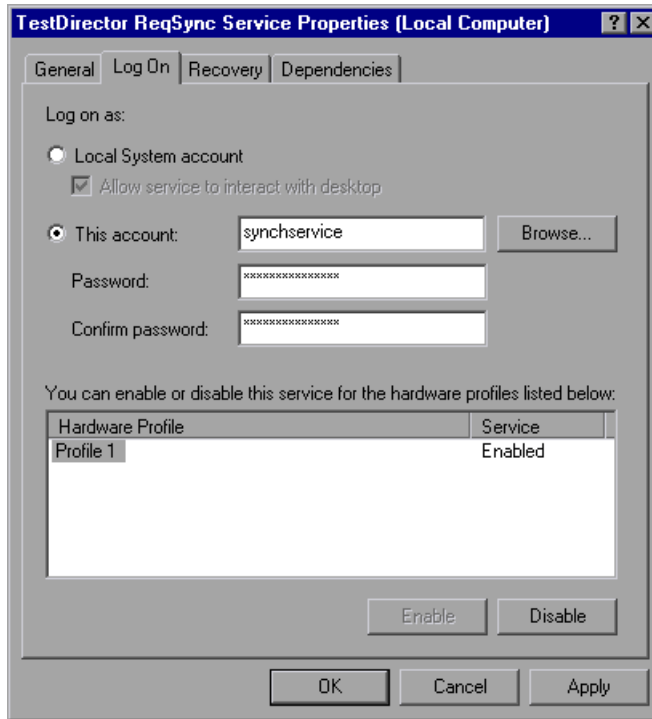 TestDirector ReqSync Service Properties (Local Computer) ? X
General Log On Recovery Dependencies
Log on as:
Local System account
Allow service to interact with desktop
This account: synchservice Browse...
Password: ***************
Confirm password: ***************
You can enable or disable this service for the hardware profiles listed below:
Hardware Profile Service
Profile 1 Enabled
Enable Disable
OK Cancel Apply